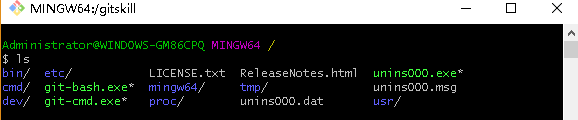 MINGW64:/gitskill
Administrator@WINDOWS-GM86CPQ MINGW64 /
$ ls
bin/ etc/ LICENSE.txt ReleaseNotes.html unins000.exe*
cmd/ git-bash.exe* mingw64/ tmp/ unins000.msg
dev/ git-cmd.exe* proc/ unins000.dat usr/